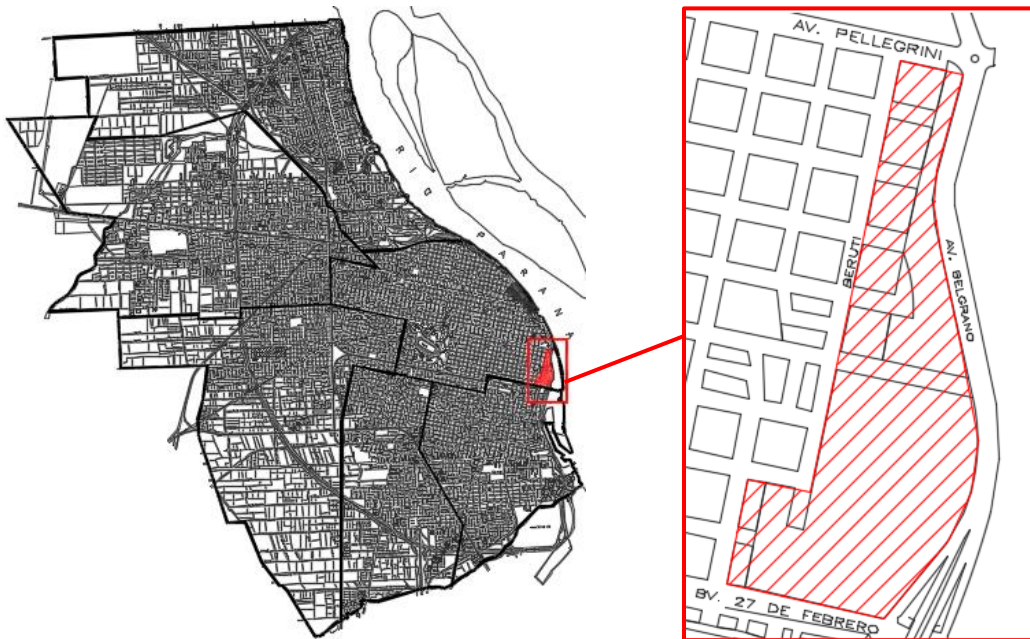 RIO PARANA
AV. PELLEGRINI
BERUTI
AV. BELGRANO
BV. 27 DE FEBRERO